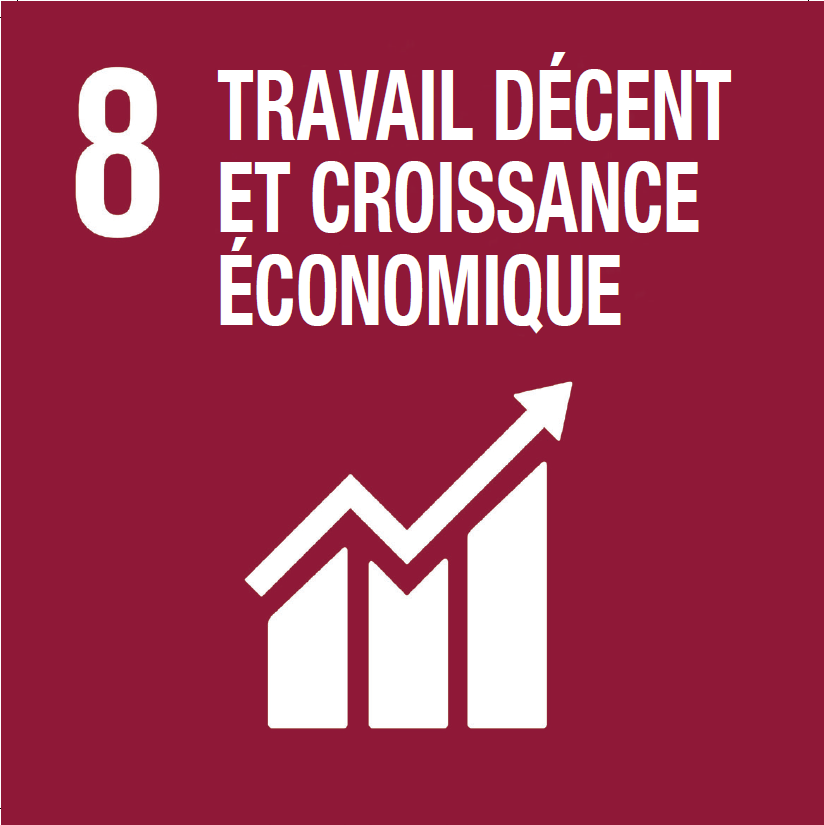 8
TRAVAIL DÉCENT
ET CROISSANCE
ÉCONOMIQUE